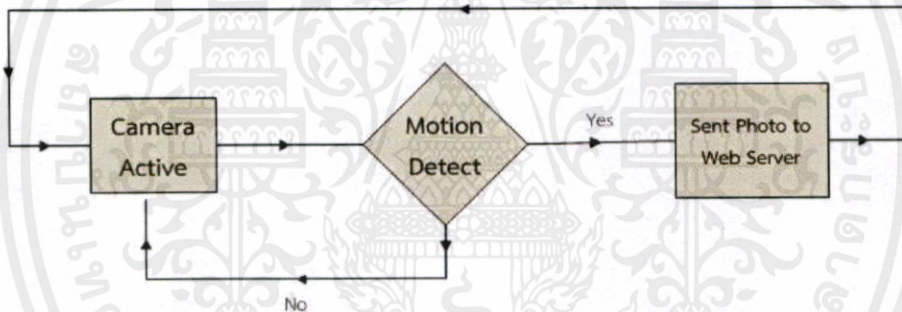 Camera
Active
Motion
Detect
Yes
Sent Photo to
Web Server
No